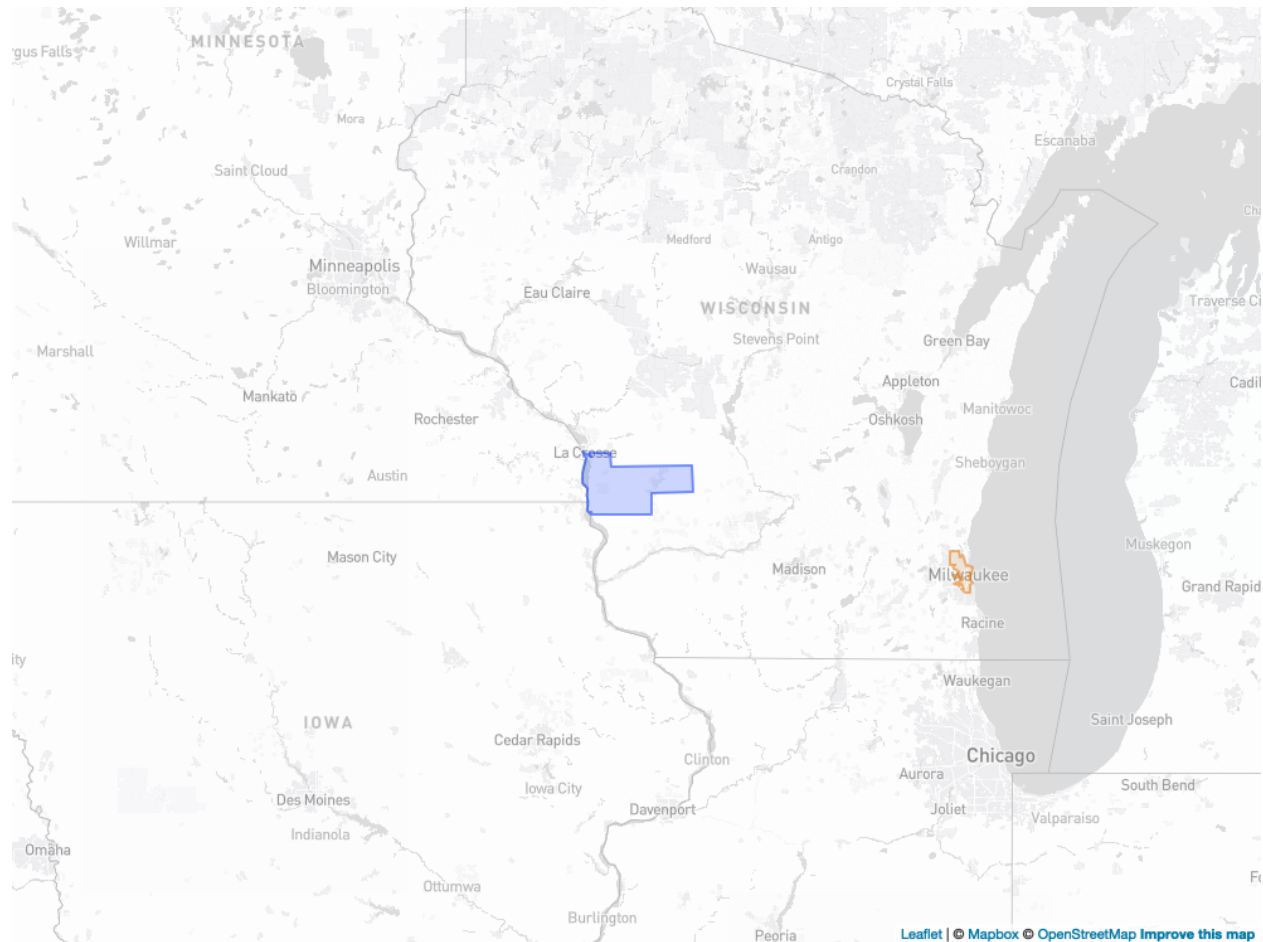 MINNESOTA
rgus Falls
Crystal Falls
Mora
Escanaba
Saint Cloud
Crandon
Cha
Willmar
Medford
Antigo
Minneapolis
Wausau
Bloomington
Eau Claire
Traverse Ci
WISCONSIN
Stevens Point
Green Bay
Marshall
Appleton
Cadil
Mankato
Manitowoc
Rochester
Oshkosh
La Crosse
Sheboygan
Austin
Muskegon
Mason City
Madison
Milwaukee
Grand Rapid
Racine
ity
Waukegan
Saint Joseph
IOWA
Cedar Rapids
Chicago
Clinton
Aurora
South Bend
Iowa City
Des Moines
Davenport
Joliet
Valparaiso
Indianola
Omaha
Fo
Ottumwa
Burlington
Peoria
Leaflet | © Mapbox © OpenStreetMap Improve this map